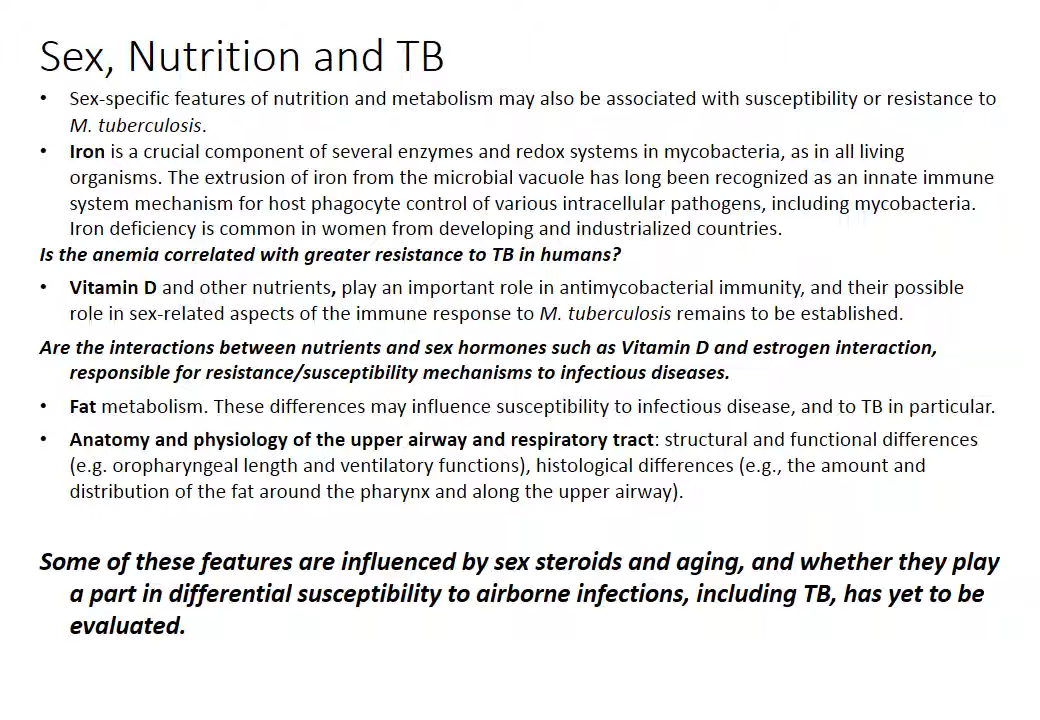 Sex, Nutrition and TB
• Sex-specific features of nutrition and metabolism may also be associated with susceptibility or resistance to
M. tuberculosis.
• Iron is a crucial component of several enzymes and redox systems in mycobacteria, as in all living
organisms. The extrusion of iron from the microbial vacuole has long been recognized as an innate immune
system mechanism for host phagocyte control of various intracellular pathogens, including mycobacteria.
Iron deficiency is common in women from developing and industrialized countries.
Is the anemia correlated with greater resistance to TB in humans?
• Vitamin D and other nutrients, play an important role in antimycobacterial immunity, and their possible
role in sex-related aspects of the immune response to M. tuberculosis remains to be established.
Are the interactions between nutrients and sex hormones such as Vitamin D and estrogen interaction,
responsible for resistance/susceptibility mechanisms to infectious diseases.
• Fat metabolism. These differences may influence susceptibility to infectious disease, and to TB in particular.
• Anatomy and physiology of the upper airway and respiratory tract: structural and functional differences
(e.g. oropharyngeal length and ventilatory functions), histological differences (e.g., the amount and
distribution of the fat around the pharynx and along the upper airway).
Some of these features are influenced by sex steroids and aging, and whether they play
a part in differential susceptibility to airborne infections, including TB, has yet to be
evaluated.